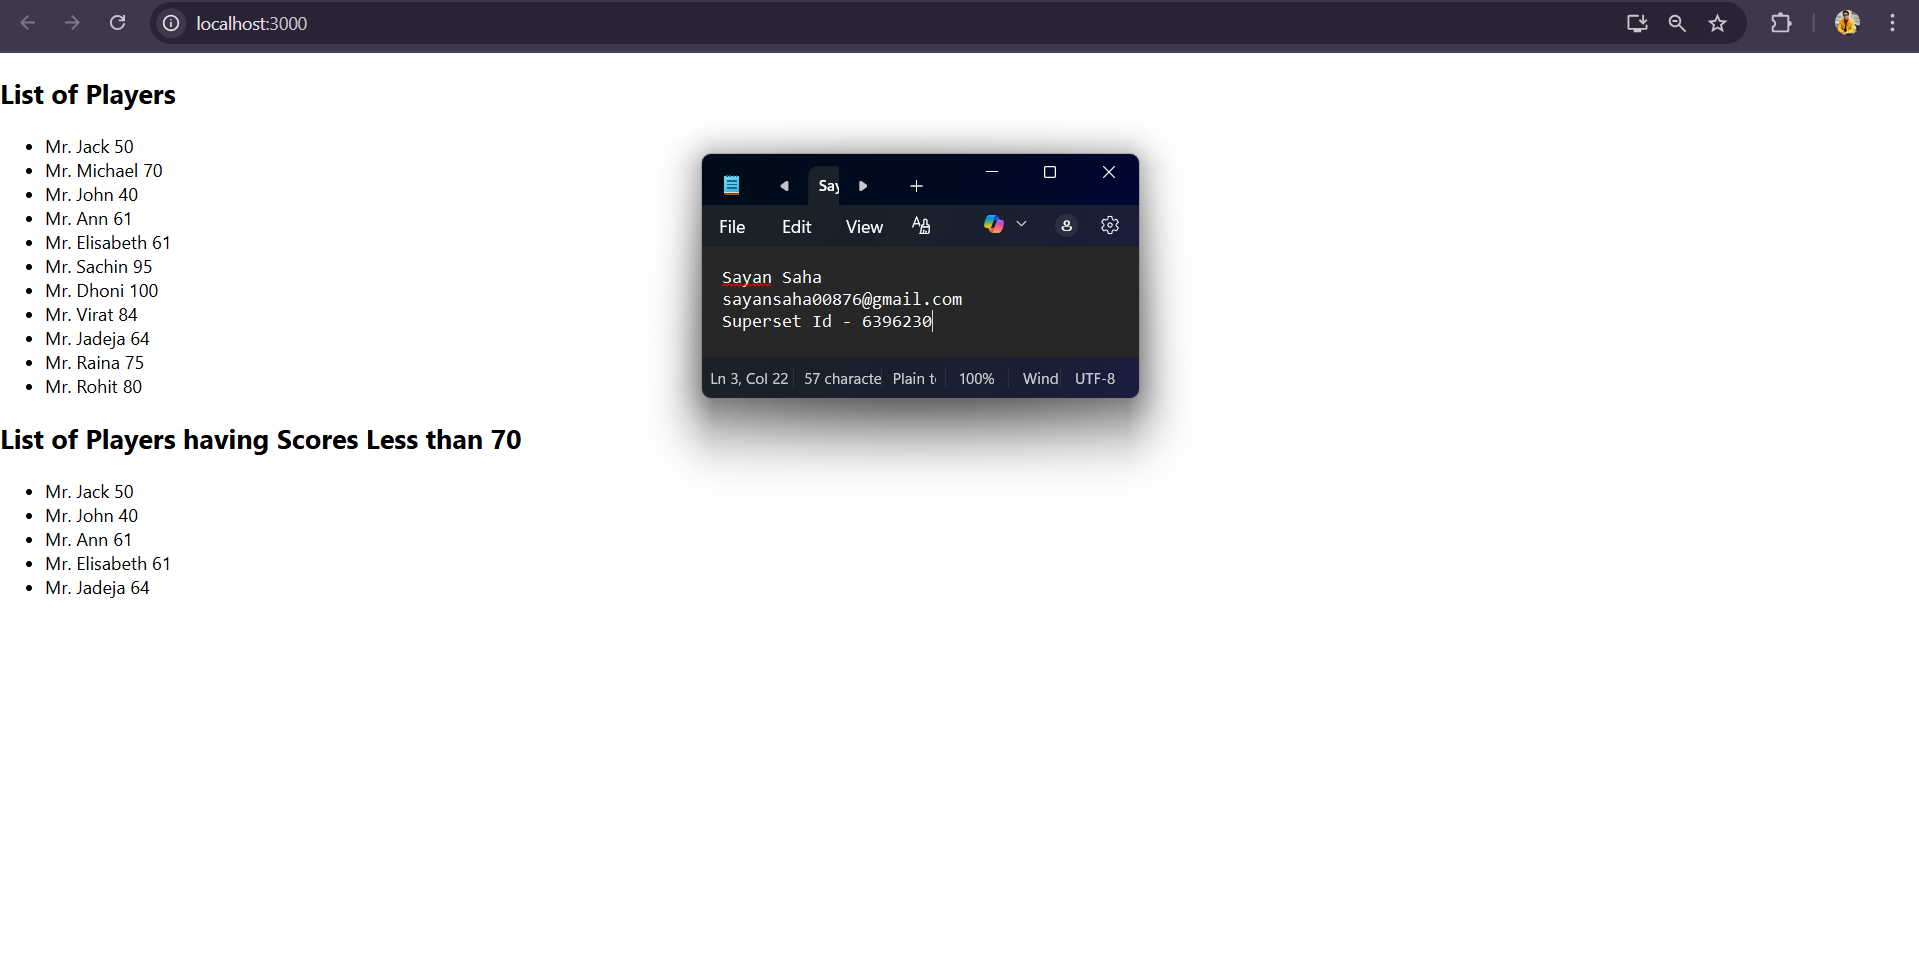 localhost:3000
List of Players
Mr. Jack 50
Mr. Michael 70
Mr. John 40
Mr. Ann 61
Mr. Elisabeth 61
Mr. Sachin 95
Mr. Dhoni 100
Mr. Virat 84
Mr. Jadeja 64
Mr. Raina 75
Mr. Rohit 80
List of Players having Scores Less than 70
Mr. Jack 50
Mr. John 40
Mr. Ann 61
Mr. Elisabeth 61
Mr. Jadeja 64
Say
File Edit View
Sayan Saha
sayansaha00876@gmail.com
Superset Id - 6396230
Ln 3, Col 22 57 characte Plain t 100% Wind UTF-8